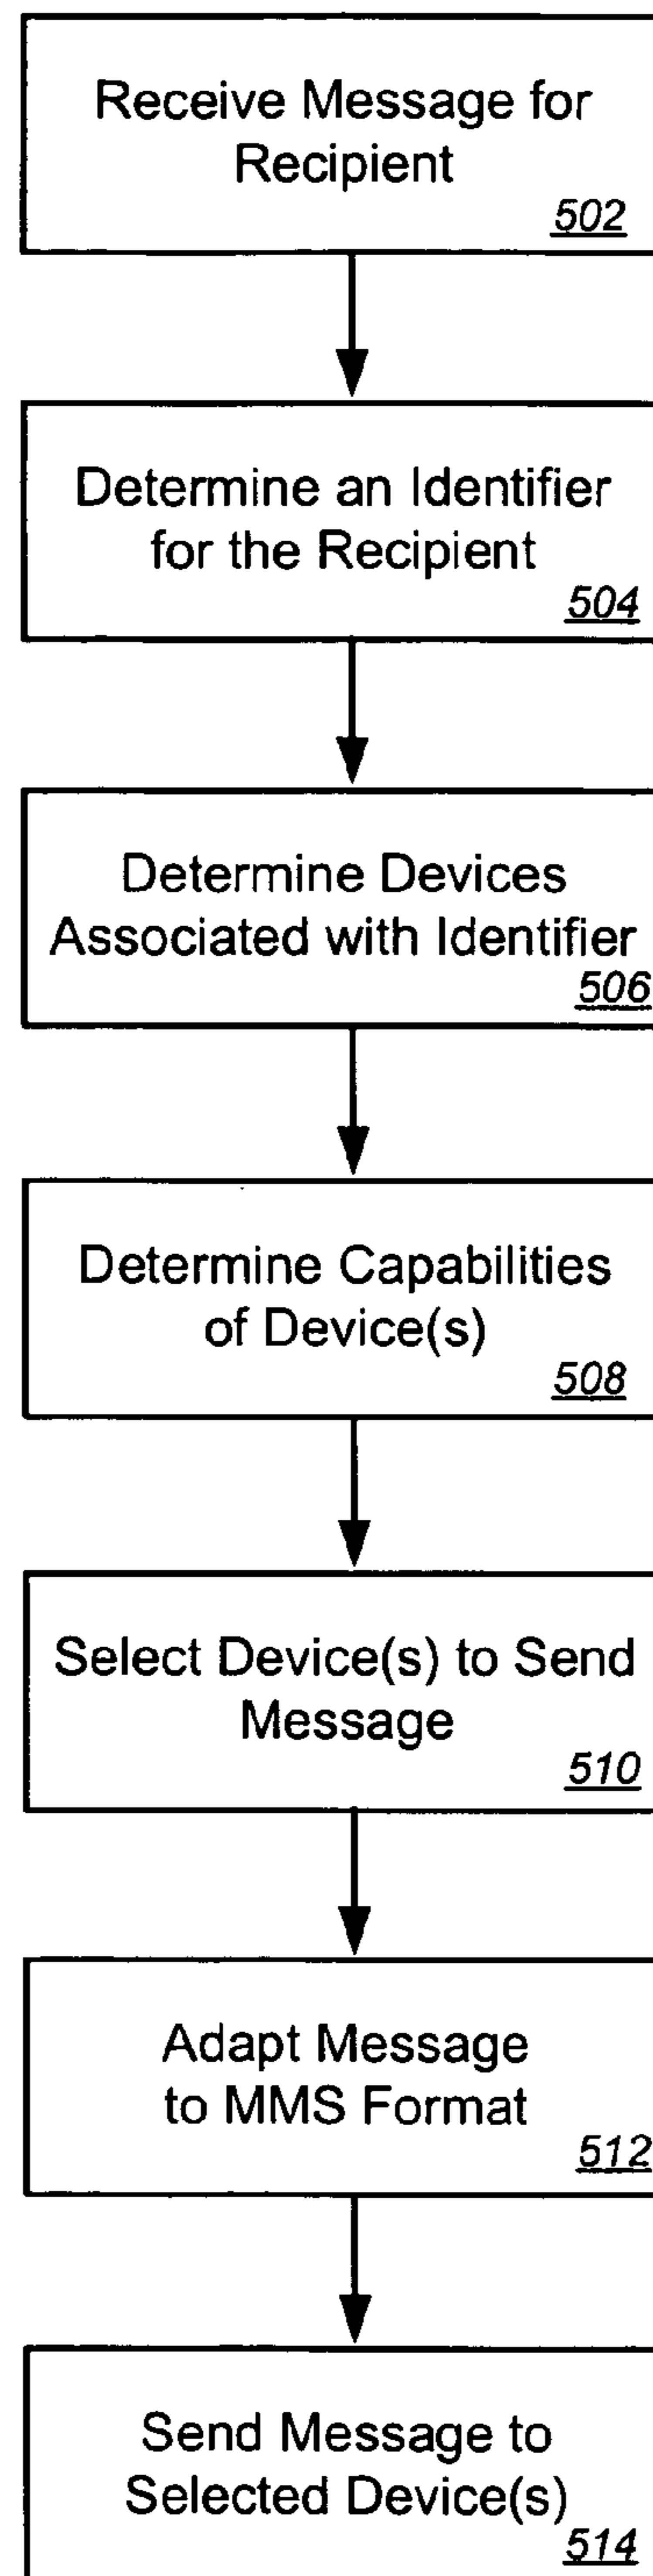 Receive Message for
Recipient
502
Determine an Identifier
for the Recipient
504
Determine Devices
Associated with Identifier
506
Determine Capabilities
of Device(s)
508
Select Device(s) to Send
Message
510
Adapt Message
to MMS Format
512
Send Message to
Selected Device(s)
514